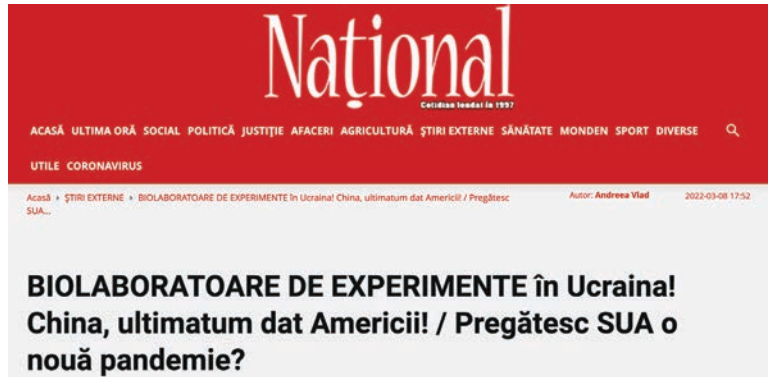 Național
Cotidian fondat în 1997
ACASĂ ULTIMA ORĂ SOCIAL POLITICĂ JUSTIȚIE AFACERI AGRICULTURĂ ȘTIRI EXTERNE SĂNĂTATE MONDEN SPORT DIVERSE
UTILE CORONAVIRUS
Acasă › ȘTIRI EXTERNE › BIOLABORATOARE DE EXPERIMENTE în Ucraina! China, ultimatum dat Americii! / Pregătesc
SUA...
Autor: Andreea Vlad 2022-03-08 17:52
BIOLABORATOARE DE EXPERIMENTE în Ucraina!
China, ultimatum dat Americii! / Pregătesc SUA o
nouă pandemie?